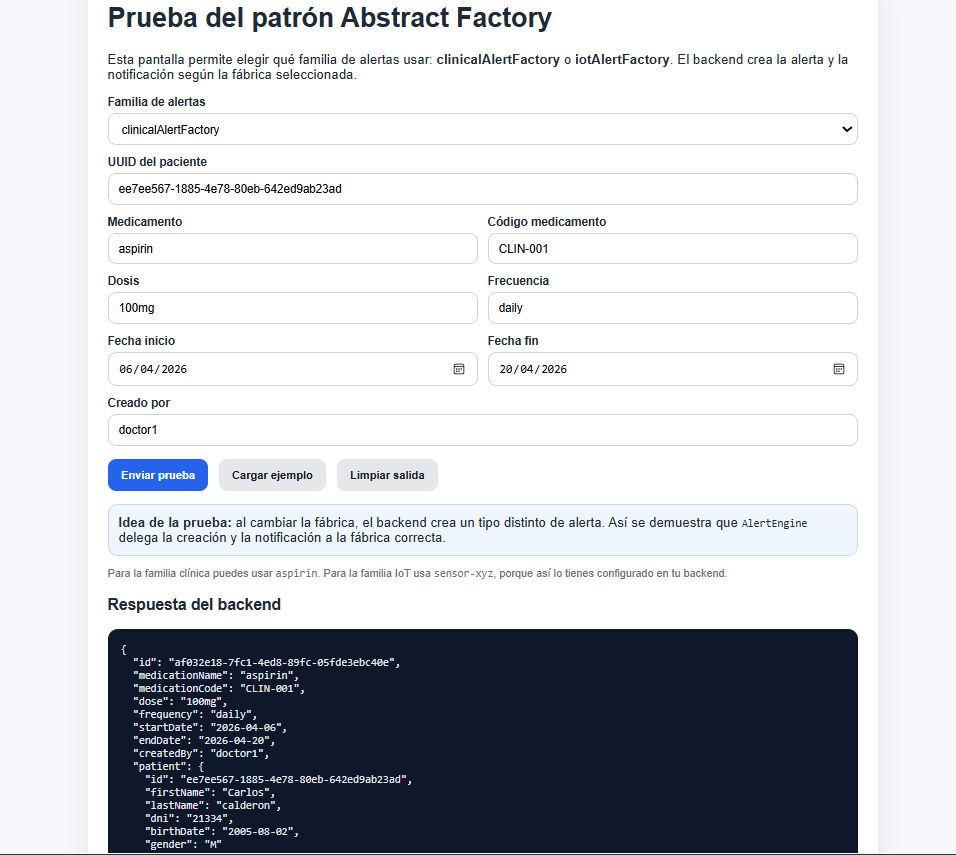 Prueba del patrón Abstract Factory
Esta pantalla permite elegir qué familia de alertas usar: clinicalAlertFactory o iotAlertFactory. El backend crea la alerta y la
notificación según la fábrica seleccionada.
Familia de alertas
clinicalAlertFactory
UUID del paciente
ee7ee567-1885-4e78-80eb-642ed9ab23ad
Medicamento
Código medicamento
aspirin
CLIN-001
Dosis
Frecuencia
100mg
daily
Fecha inicio
Fecha fin
06/04/2026
20/04/2026
Creado por
doctor1
Enviar prueba
Cargar ejemplo
Limpiar salida
Idea de la prueba: al cambiar la fábrica, el backend crea un tipo distinto de alerta. Así se demuestra que AlertEngine
delega la creación y la notificación a la fábrica correcta.
Para la familia clínica puedes usar aspirin. Para la familia IoT usa sensor-xyz, porque así lo tienes configurado en tu backend.
Respuesta del backend
{
"id": "af032e18-7fc1-4ed8-89fc-05fde3ebc40e",
"medicationName": "aspirin",
"medicationCode": "CLIN-001",
"dose": "100mg",
"frequency": "daily",
"startDate": "2026-04-06",
"endDate": "2026-04-20",
"createdBy": "doctor1",
"patient": {
"id": "ee7ee567-1885-4e78-80eb-642ed9ab23ad",
"firstName": "Carlos",
"lastName": "calderon",
"dni": "21334",
"birthDate": "2005-08-02",
"gender": "M"